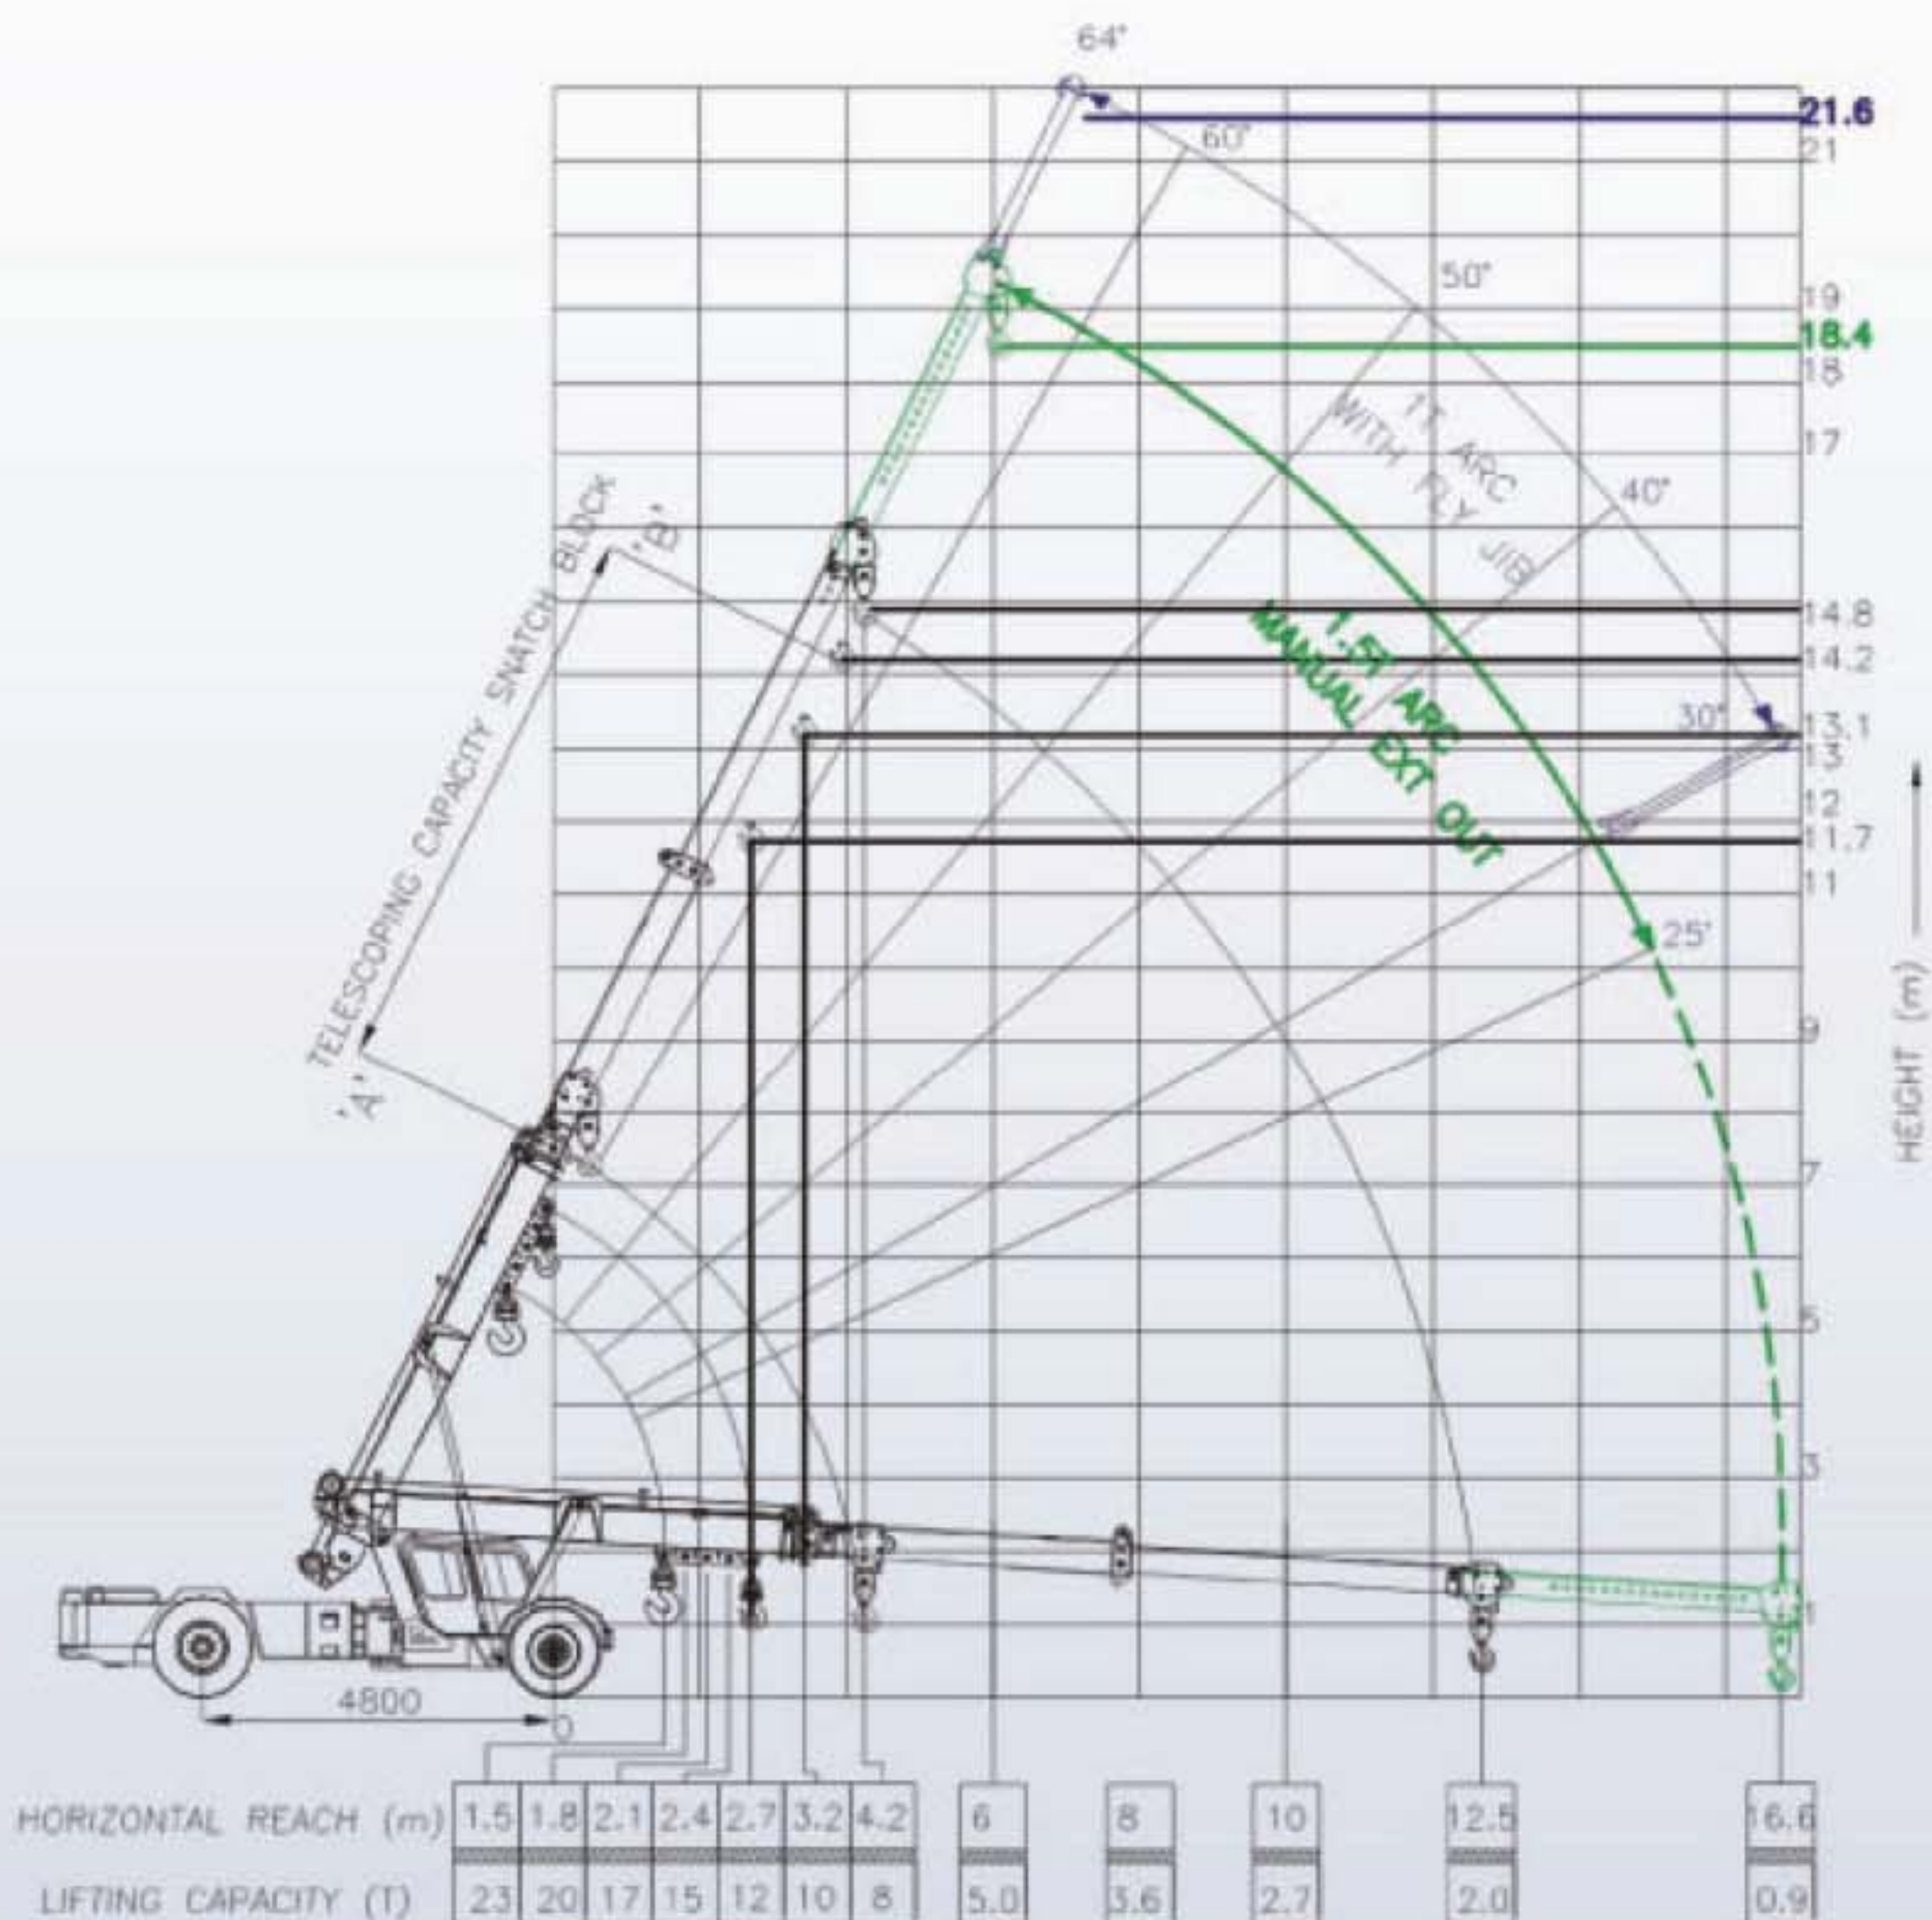 64°
21.6
60°
21
50°
19
18.4
18
1T ARC
WITH FLY JIB
17
40°
TELESCOPING CAPACITY SNATCH BLOCK
'B'
14.8
1.5T ARC
MANUAL EXT OUT
14.2
30°
13.1
13
12
11.7
11
25°
HEIGHT (m)
9
'A'
7
5
3
1
4800
0
HORIZONTAL REACH (m) 1.5 1.8 2.1 2.4 2.7 3.2 4.2 6 8 10 12.5 16.6
LIFTING CAPACITY (T) 23 20 17 15 12 10 8 5.0 3.6 2.7 2.0 0.9